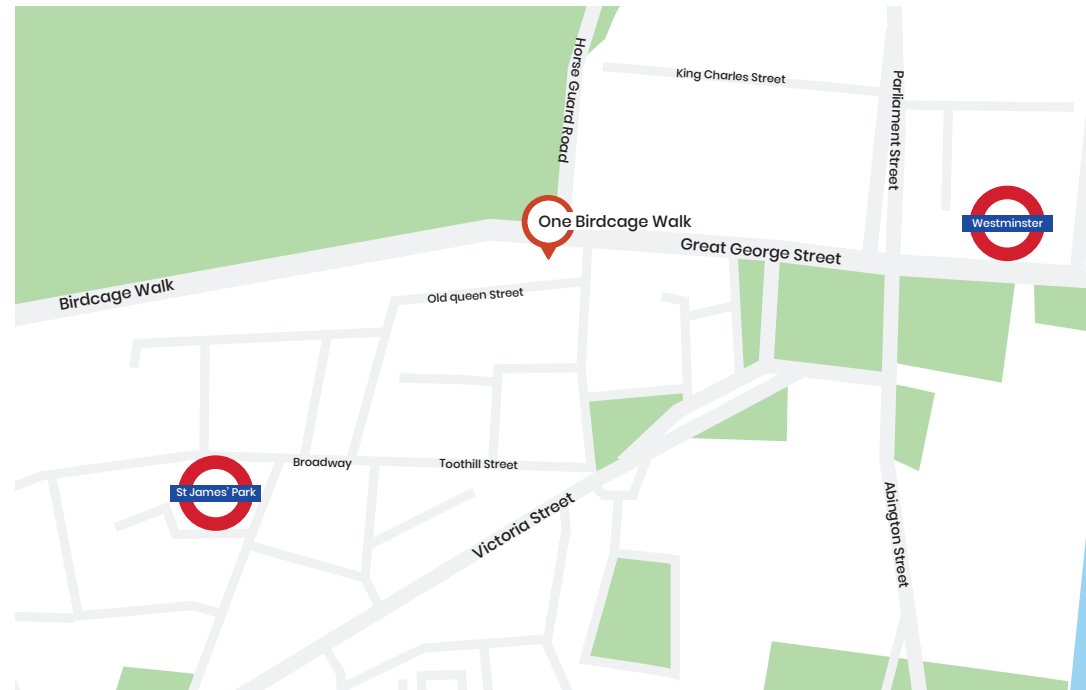 Horse Guard Road
King Charles Street
Parliament Street
One Birdcage Walk
Westminster
Great George Street
Birdcage Walk
Old queen Street
Broadway
Toothill Street
St James' Park
Victoria Street
Abington Street